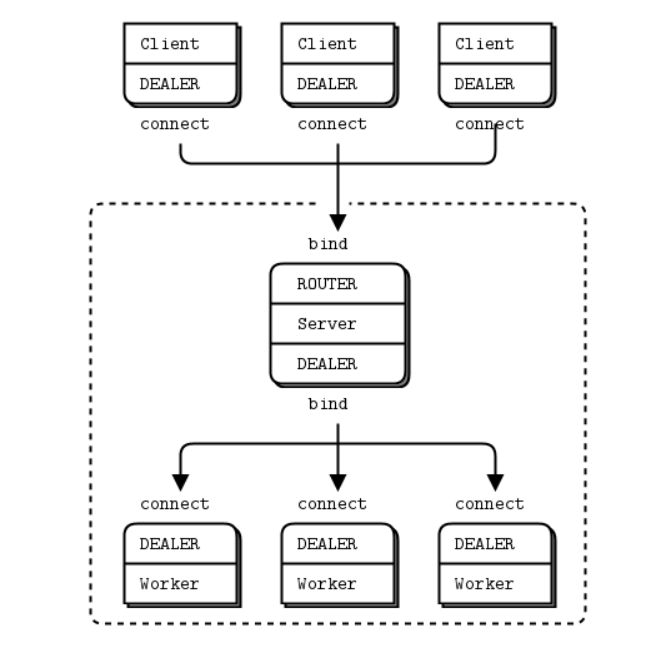 Client Client Client
DEALER DEALER DEALER
connect connect connect
bind
ROUTER
Server
DEALER
bind
connect connect connect
DEALER DEALER DEALER
Worker Worker Worker